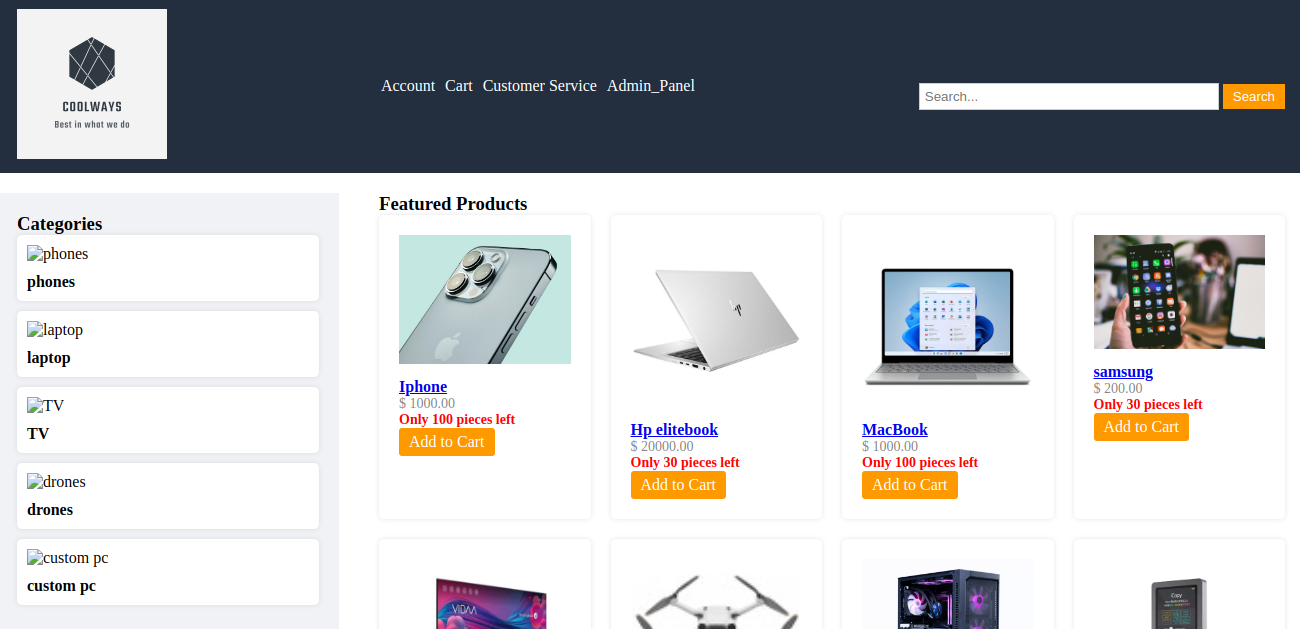 COOLWAYS
Best in what we do
Account Cart Customer Service Admin_Panel
Search... Search
Categories
phones
phones
laptop
laptop
TV
TV
drones
drones
custom pc
custom pc
Featured Products
Iphone
$ 1000.00
Only 100 pieces left
Add to Cart
Hp elitebook
$ 20000.00
Only 30 pieces left
Add to Cart
MacBook
$ 1000.00
Only 100 pieces left
Add to Cart
samsung
$ 200.00
Only 30 pieces left
Add to Cart
VIDAA
Copy